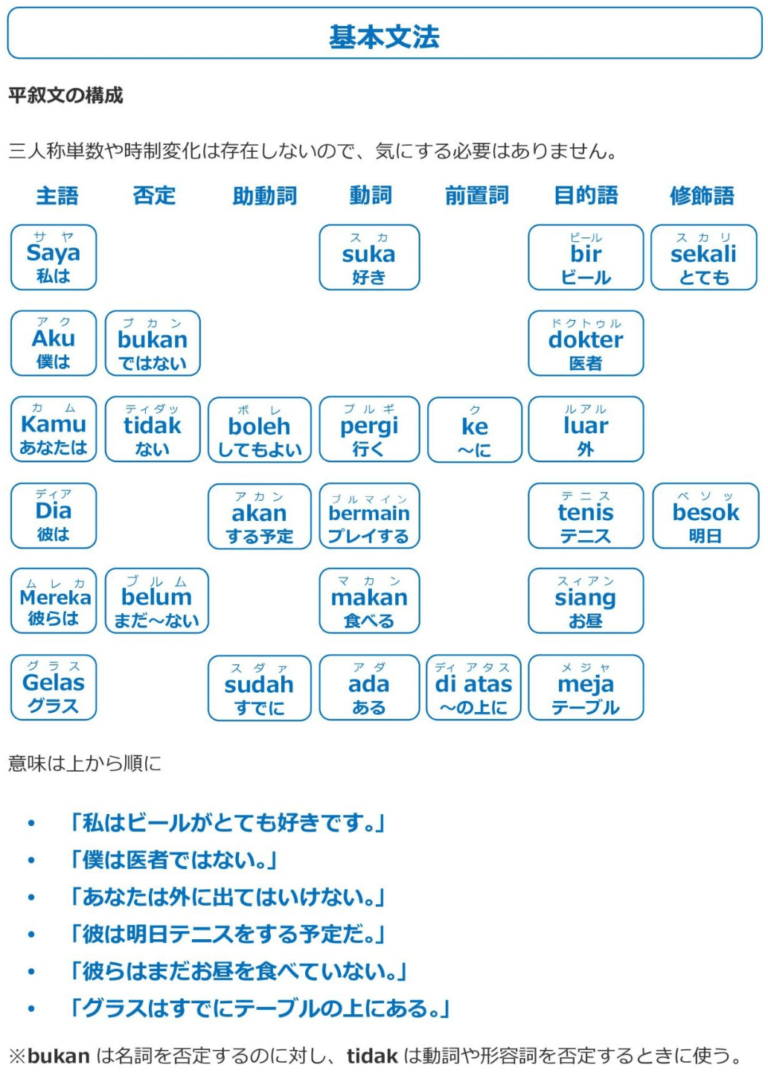 基本文法
平叙文の構成
三人称単数や時制変化は存在しないので、気にする必要はありません。
主語 否定 助動詞 動詞 前置詞 目的語 修飾語
サヤ スカ ビール スカリ
Saya suka bir sekali
私は 好き ビール とても
アク ブカン ドクトゥル
Aku bukan dokter
僕は ではない 医者
カム ティダッ ボレ プルギ ク ルアル
Kamu tidak boleh pergi ke luar
あなたは ない してもよい 行く ～に 外
ディア アカン ブルマイン テニス ベソッ
Dia akan bermain tenis besok
彼は する予定 プレイする テニス 明日
ムレカ ブルム マカン スィアン
Mereka belum makan siang
彼らは まだ～ない 食べる お昼
グラス スダァ アダ ディ アタス メジャ
Gelas sudah ada di atas meja
グラス すでに ある ～の上に テーブル
意味は上から順に
• 「私はビールがとても好きです。」
• 「僕は医者ではない。」
• 「あなたは外に出てはいけない。」
• 「彼は明日テニスをする予定だ。」
• 「彼らはまだお昼を食べていない。」
• 「グラスはすでにテーブルの上にある。」
※bukan は名詞を否定するのに対し、tidak は動詞や形容詞を否定するときに使う。